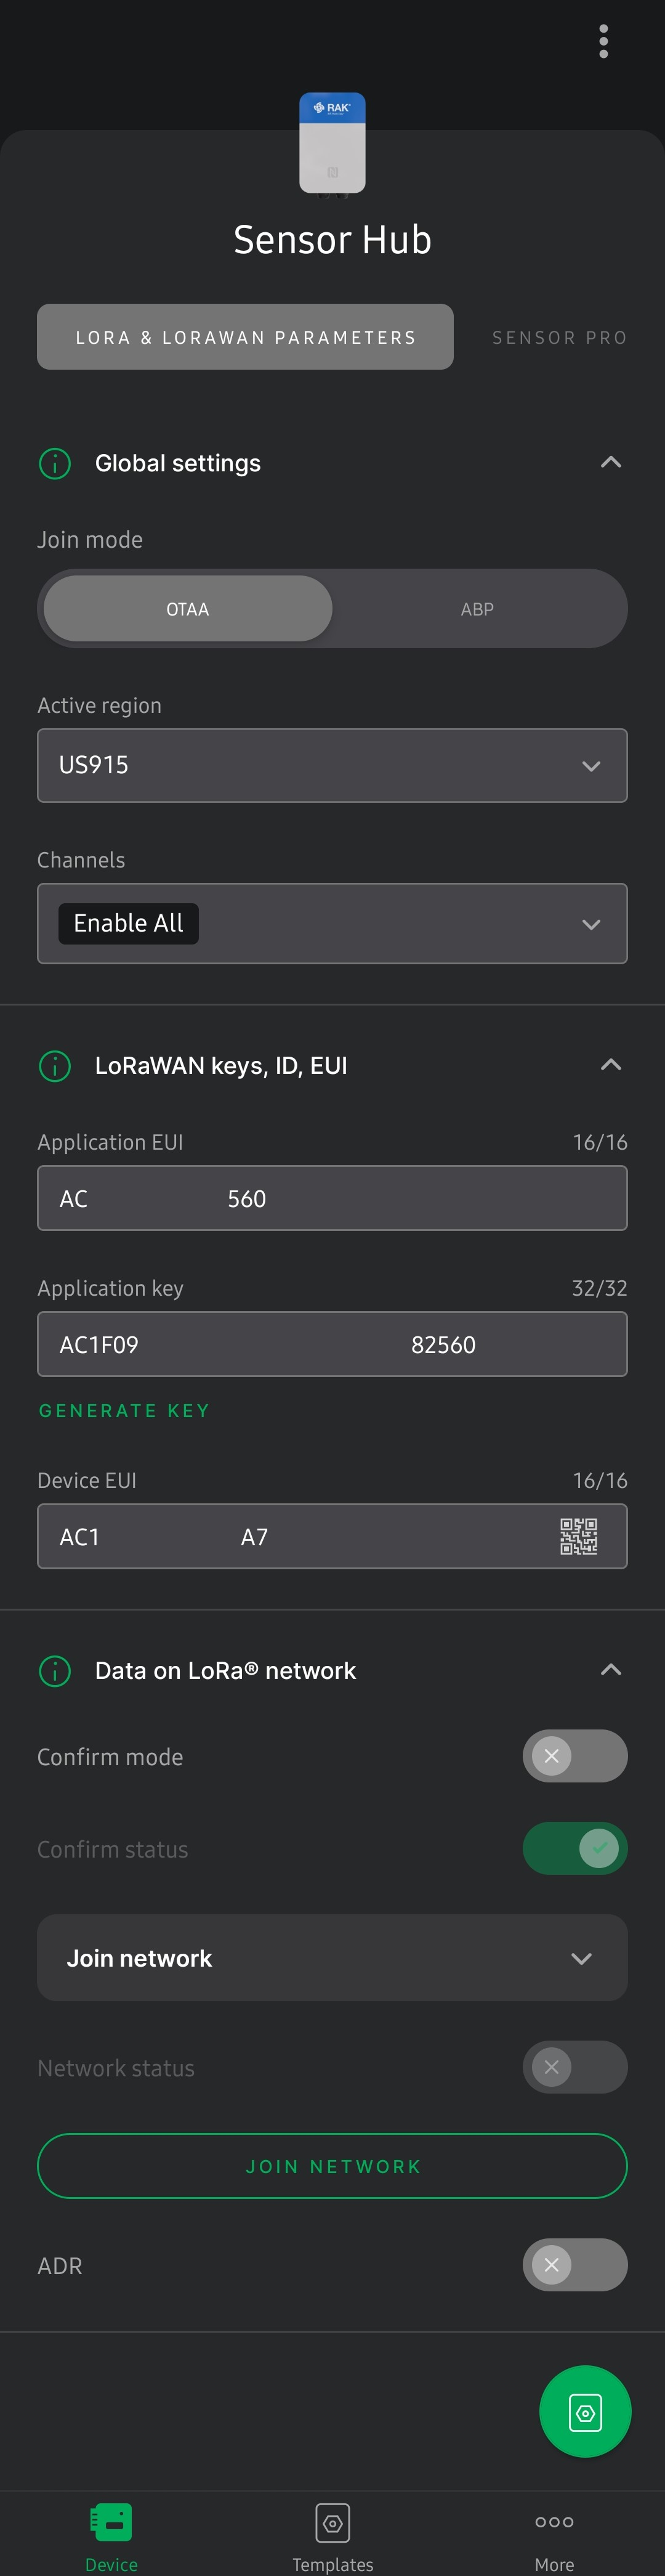 RAK
Sensor Hub
LORA & LORAWAN PARAMETERS
SENSOR PRO
Global settings
Join mode
OTAA
ABP
Active region
US915
Channels
Enable All
LoRaWAN keys, ID, EUI
Application EUI
16/16
AC 560
Application key
32/32
AC1F09 82560
GENERATE KEY
Device EUI
16/16
AC1 A7
Data on LoRa® network
Confirm mode
Confirm status
Join network
Network status
JOIN NETWORK
ADR
Device
Templates
More